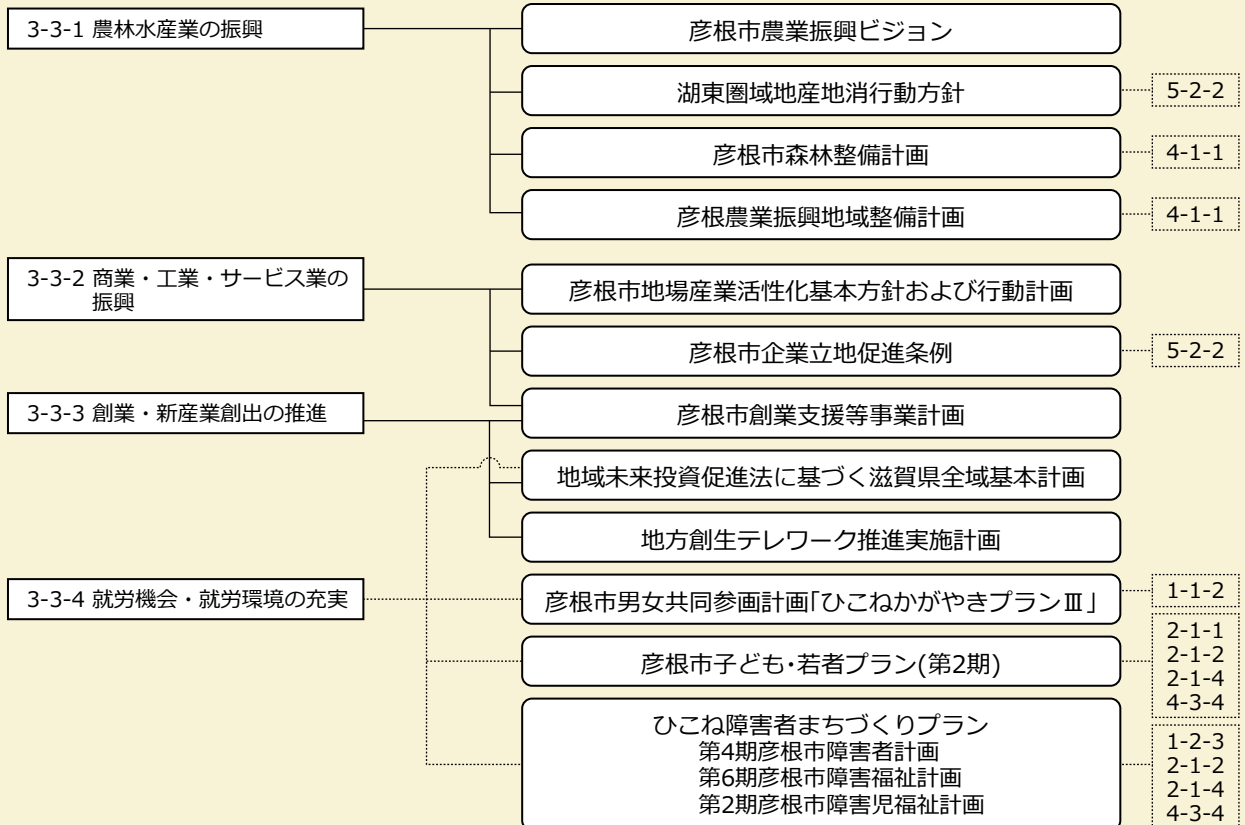 3-3-1 農林水産業の振興
彦根市農業振興ビジョン
湖東圏域地産地消行動方針
5-2-2
彦根市森林整備計画
4-1-1
彦根農業振興地域整備計画
4-1-1
3-3-2 商業・工業・サービス業の
振興
彦根市地場産業活性化基本方針および行動計画
彦根市企業立地促進条例
5-2-2
3-3-3 創業・新産業創出の推進
彦根市創業支援等事業計画
地域未来投資促進法に基づく滋賀県全域基本計画
地方創生テレワーク推進実施計画
3-3-4 就労機会・就労環境の充実
彦根市男女共同参画計画「ひこねかがやきプランⅢ」
1-1-2
彦根市子ども・若者プラン(第2期)
2-1-1
2-1-2
2-1-4
4-3-4
ひこね障害者まちづくりプラン
第4期彦根市障害者計画
第6期彦根市障害福祉計画
第2期彦根市障害児福祉計画
1-2-3
2-1-2
2-1-4
4-3-4